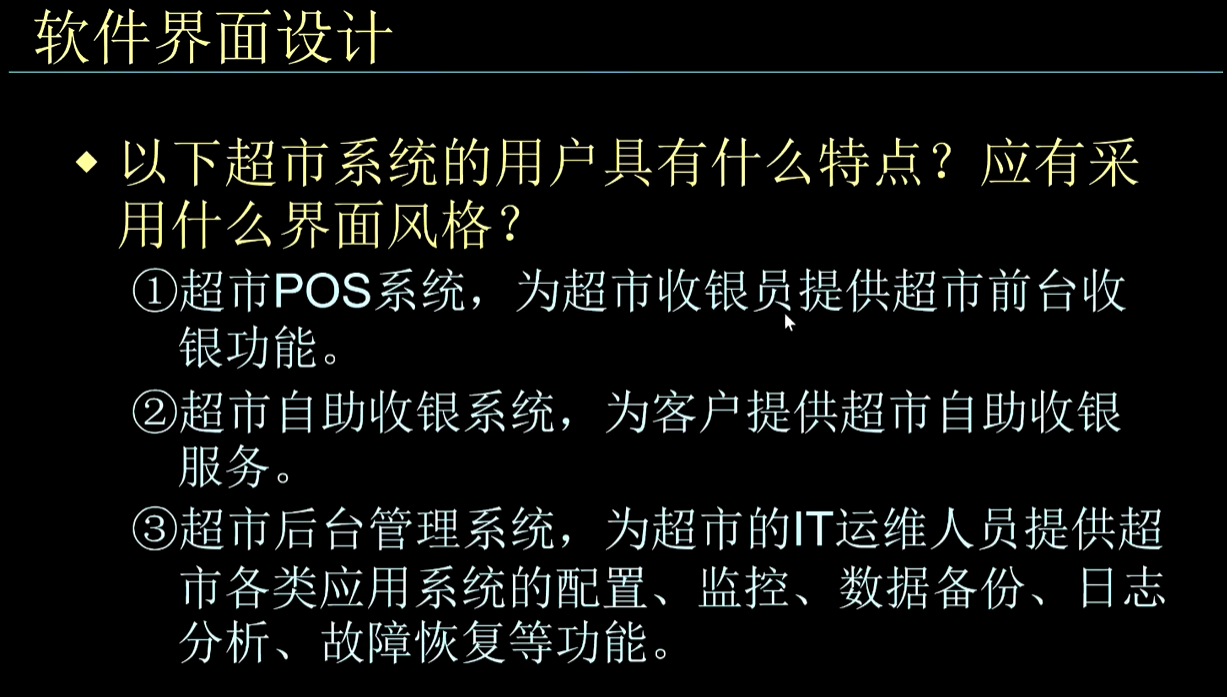 软件界面设计
◆ 以下超市系统的用户具有什么特点？应有采
用什么界面风格？
①超市POS系统，为超市收银员提供超市前台收
银功能。
②超市自助收银系统，为客户提供超市自助收银
服务。
③超市后台管理系统，为超市的IT运维人员提供超
市各类应用系统的配置、监控、数据备份、日志
分析、故障恢复等功能。